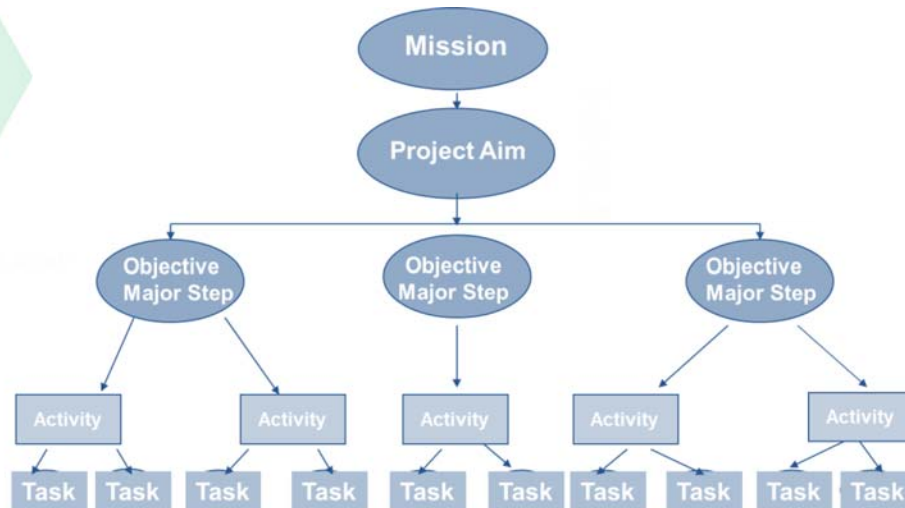 Mission
Project Aim
Objective
Major Step
Objective
Major Step
Objective
Major Step
Activity
Activity
Activity
Activity
Activity
Task
Task
Task
Task
Task
Task
Task
Task
Task
Task